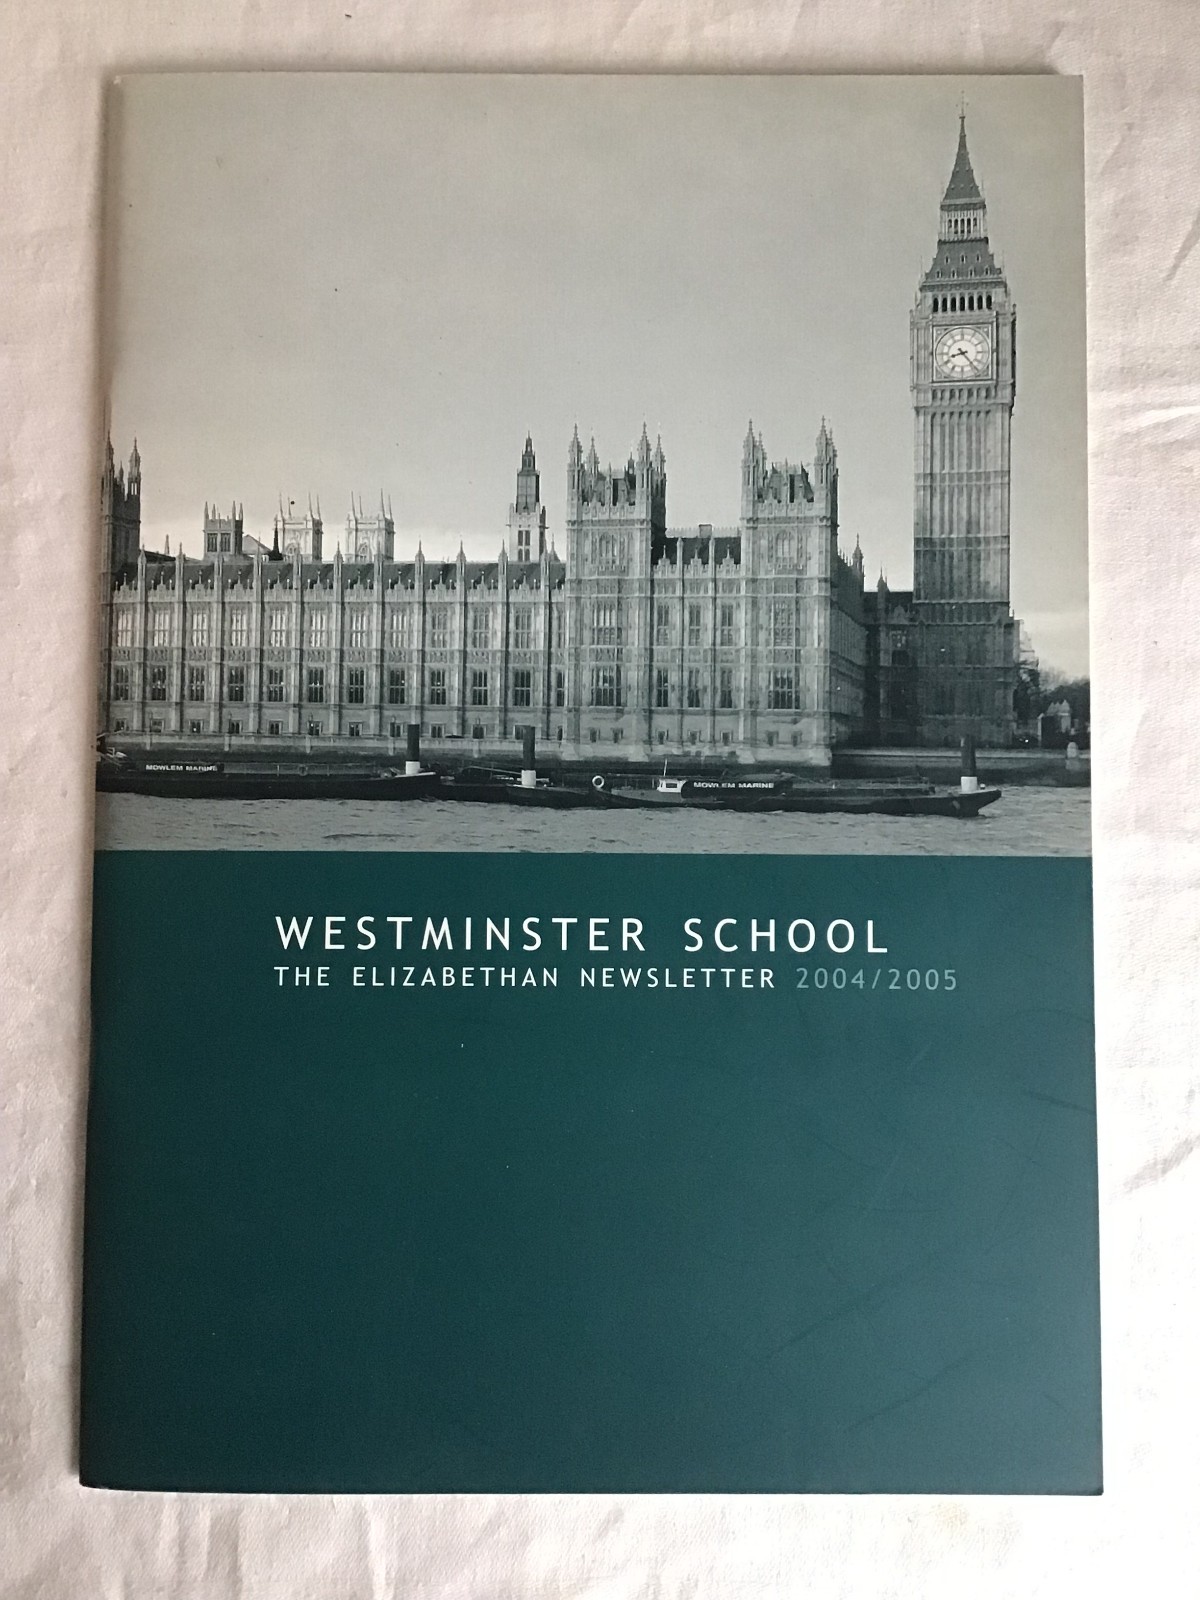 MOWLEM MARINE
MOWLEM MARINE
WESTMINSTER SCHOOL
THE ELIZABETHAN NEWSLETTER 2004/2005